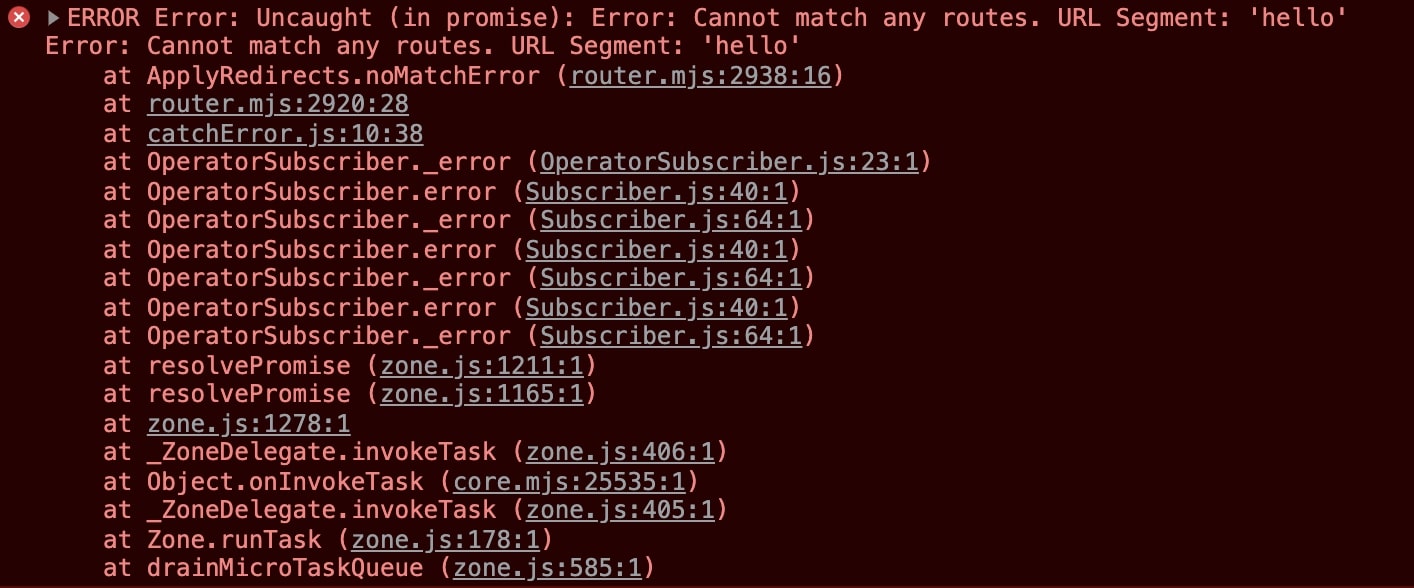 ERROR Error: Uncaught (in promise): Error: Cannot match any routes. URL Segment: 'hello'
Error: Cannot match any routes. URL Segment: 'hello'
at ApplyRedirects.noMatchError (router.mjs:2938:16)
at router.mjs:2920:28
at catchError.js:10:38
at OperatorSubscriber._error (OperatorSubscriber.js:23:1)
at OperatorSubscriber.error (Subscriber.js:40:1)
at OperatorSubscriber._error (Subscriber.js:64:1)
at OperatorSubscriber.error (Subscriber.js:40:1)
at OperatorSubscriber._error (Subscriber.js:64:1)
at OperatorSubscriber.error (Subscriber.js:40:1)
at OperatorSubscriber._error (Subscriber.js:64:1)
at resolvePromise (zone.js:1211:1)
at resolvePromise (zone.js:1165:1)
at zone.js:1278:1
at _ZoneDelegate.invokeTask (zone.js:406:1)
at Object.onInvokeTask (core.mjs:25535:1)
at _ZoneDelegate.invokeTask (zone.js:405:1)
at Zone.runTask (zone.js:178:1)
at drainMicroTaskQueue (zone.js:585:1)